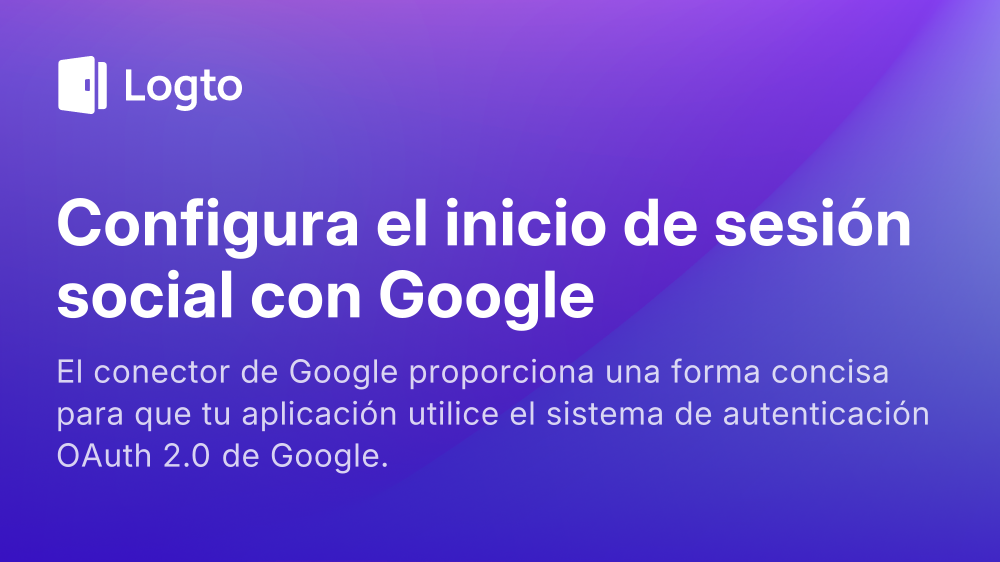 Logto
Configura el inicio de sesión
social con Google
El conector de Google proporciona una forma concisa
para que tu aplicación utilice el sistema de autenticación
OAuth 2.0 de Google.